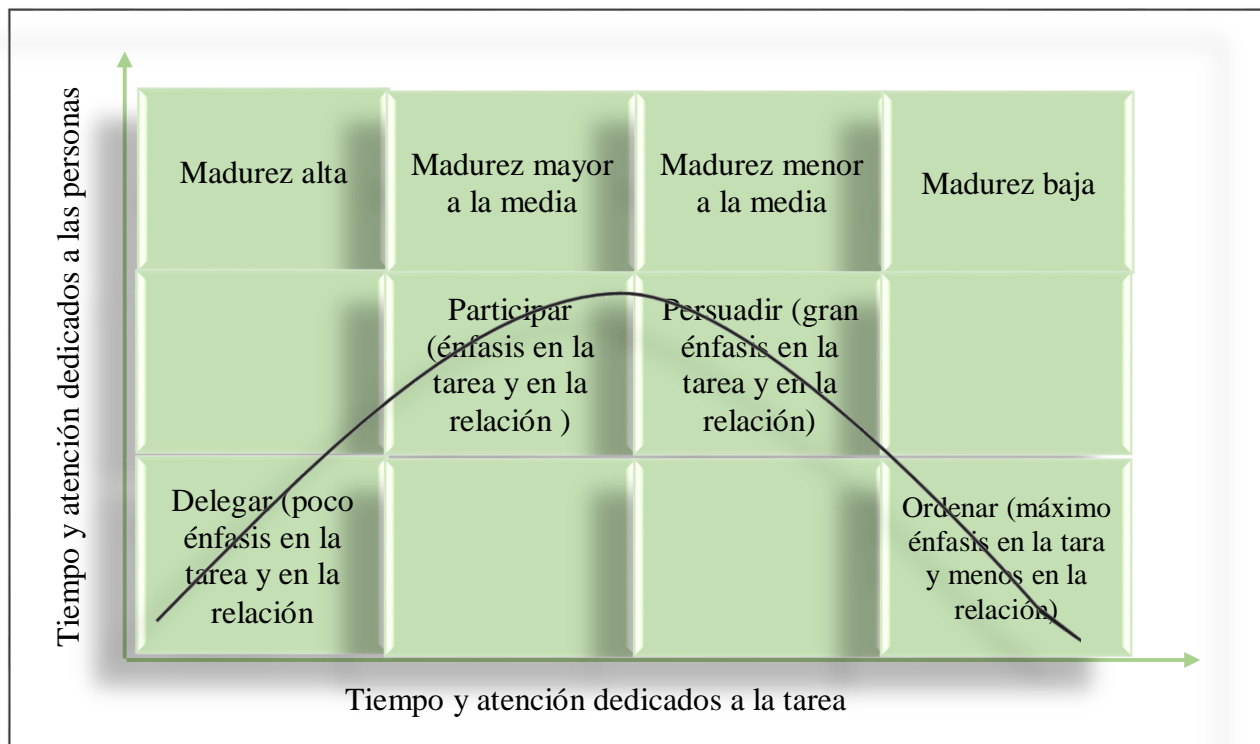 Tiempo y atención dedicados a las personas
Madurez alta
Madurez mayor
a la media
Madurez menor
a la media
Madurez baja
Participar
(énfasis en la
tarea y en la
relación )
Persuadir (gran
énfasis en la
tarea y en la
relación)
Delegar (poco
énfasis en la
tarea y en la
relación
Ordenar (máximo
énfasis en la tara
y menos en la
relación)
Tiempo y atención dedicados a la tarea